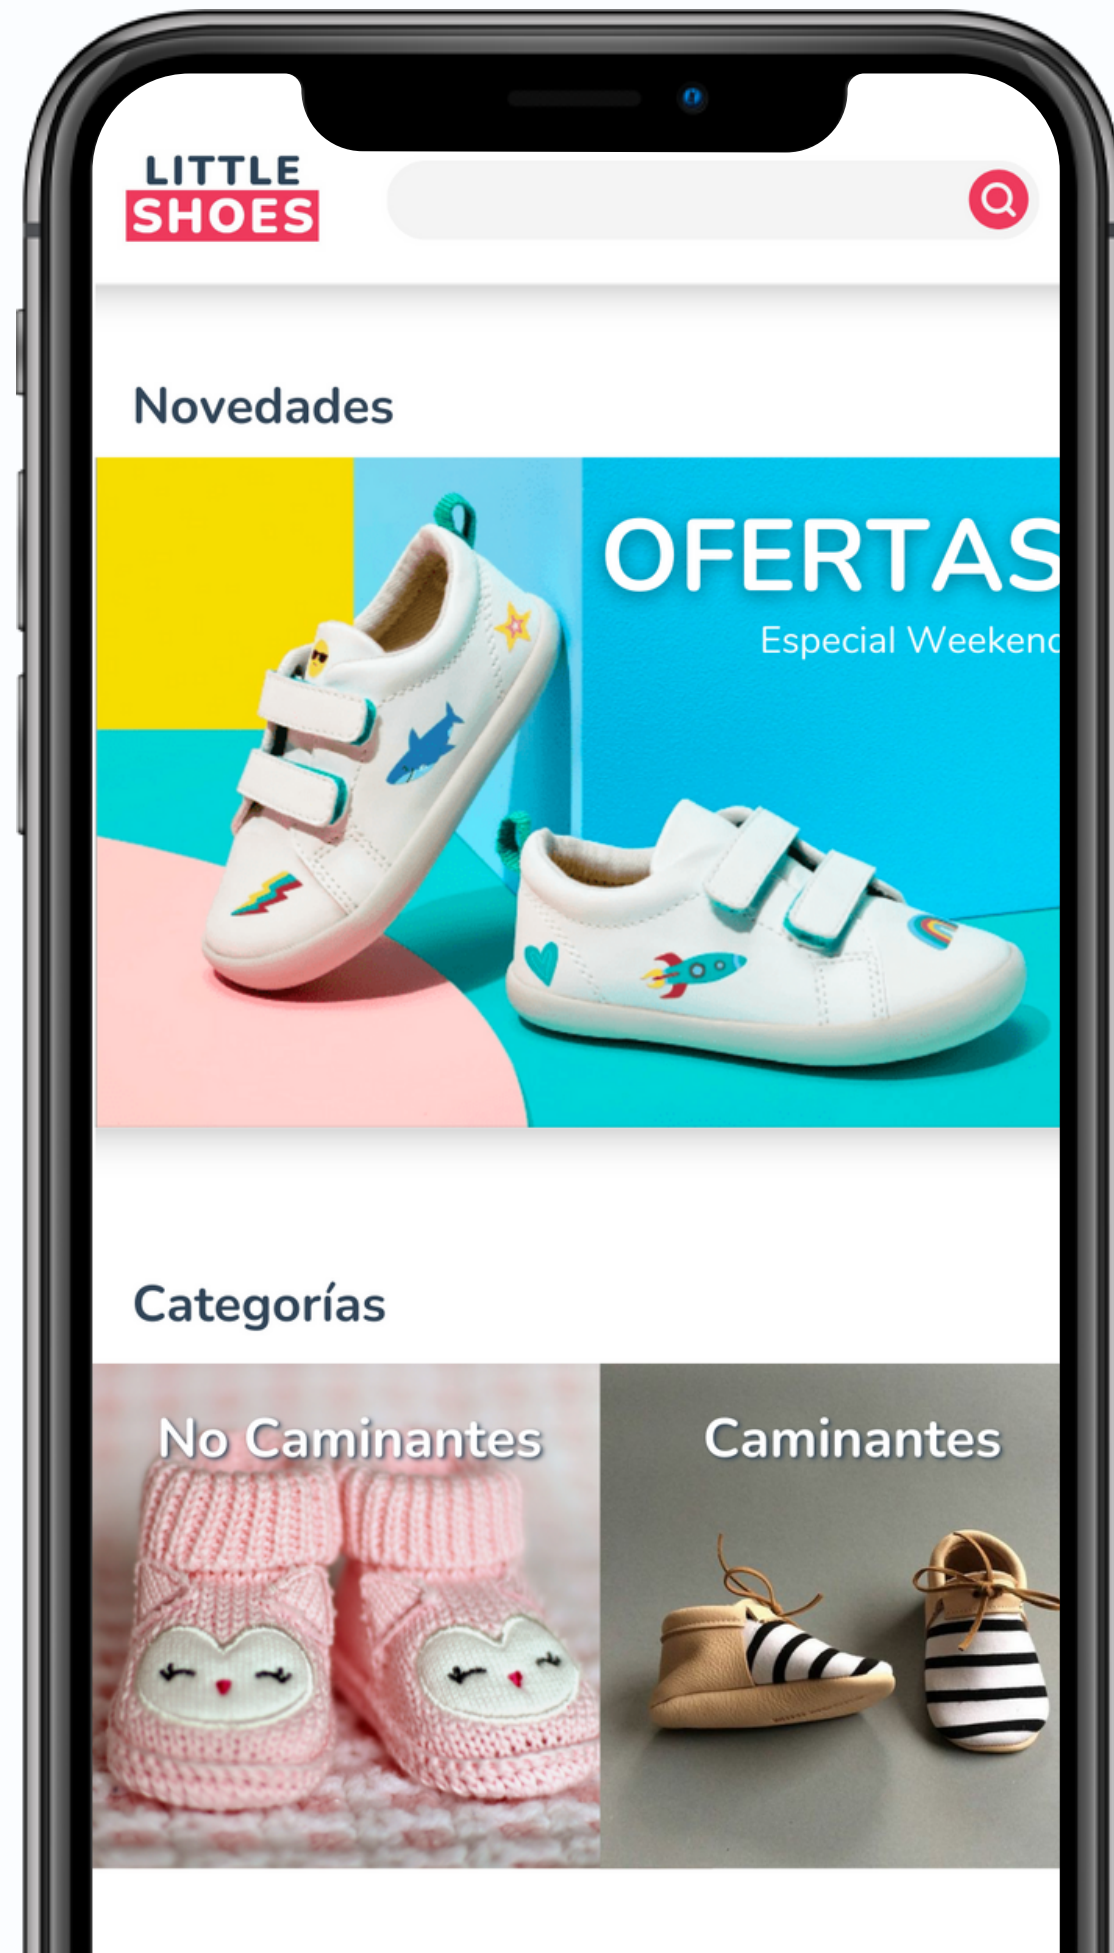 LITTLE
SHOES
Novedades
OFERTAS
Especial Weekend
Categorías
No Caminantes
Caminantes